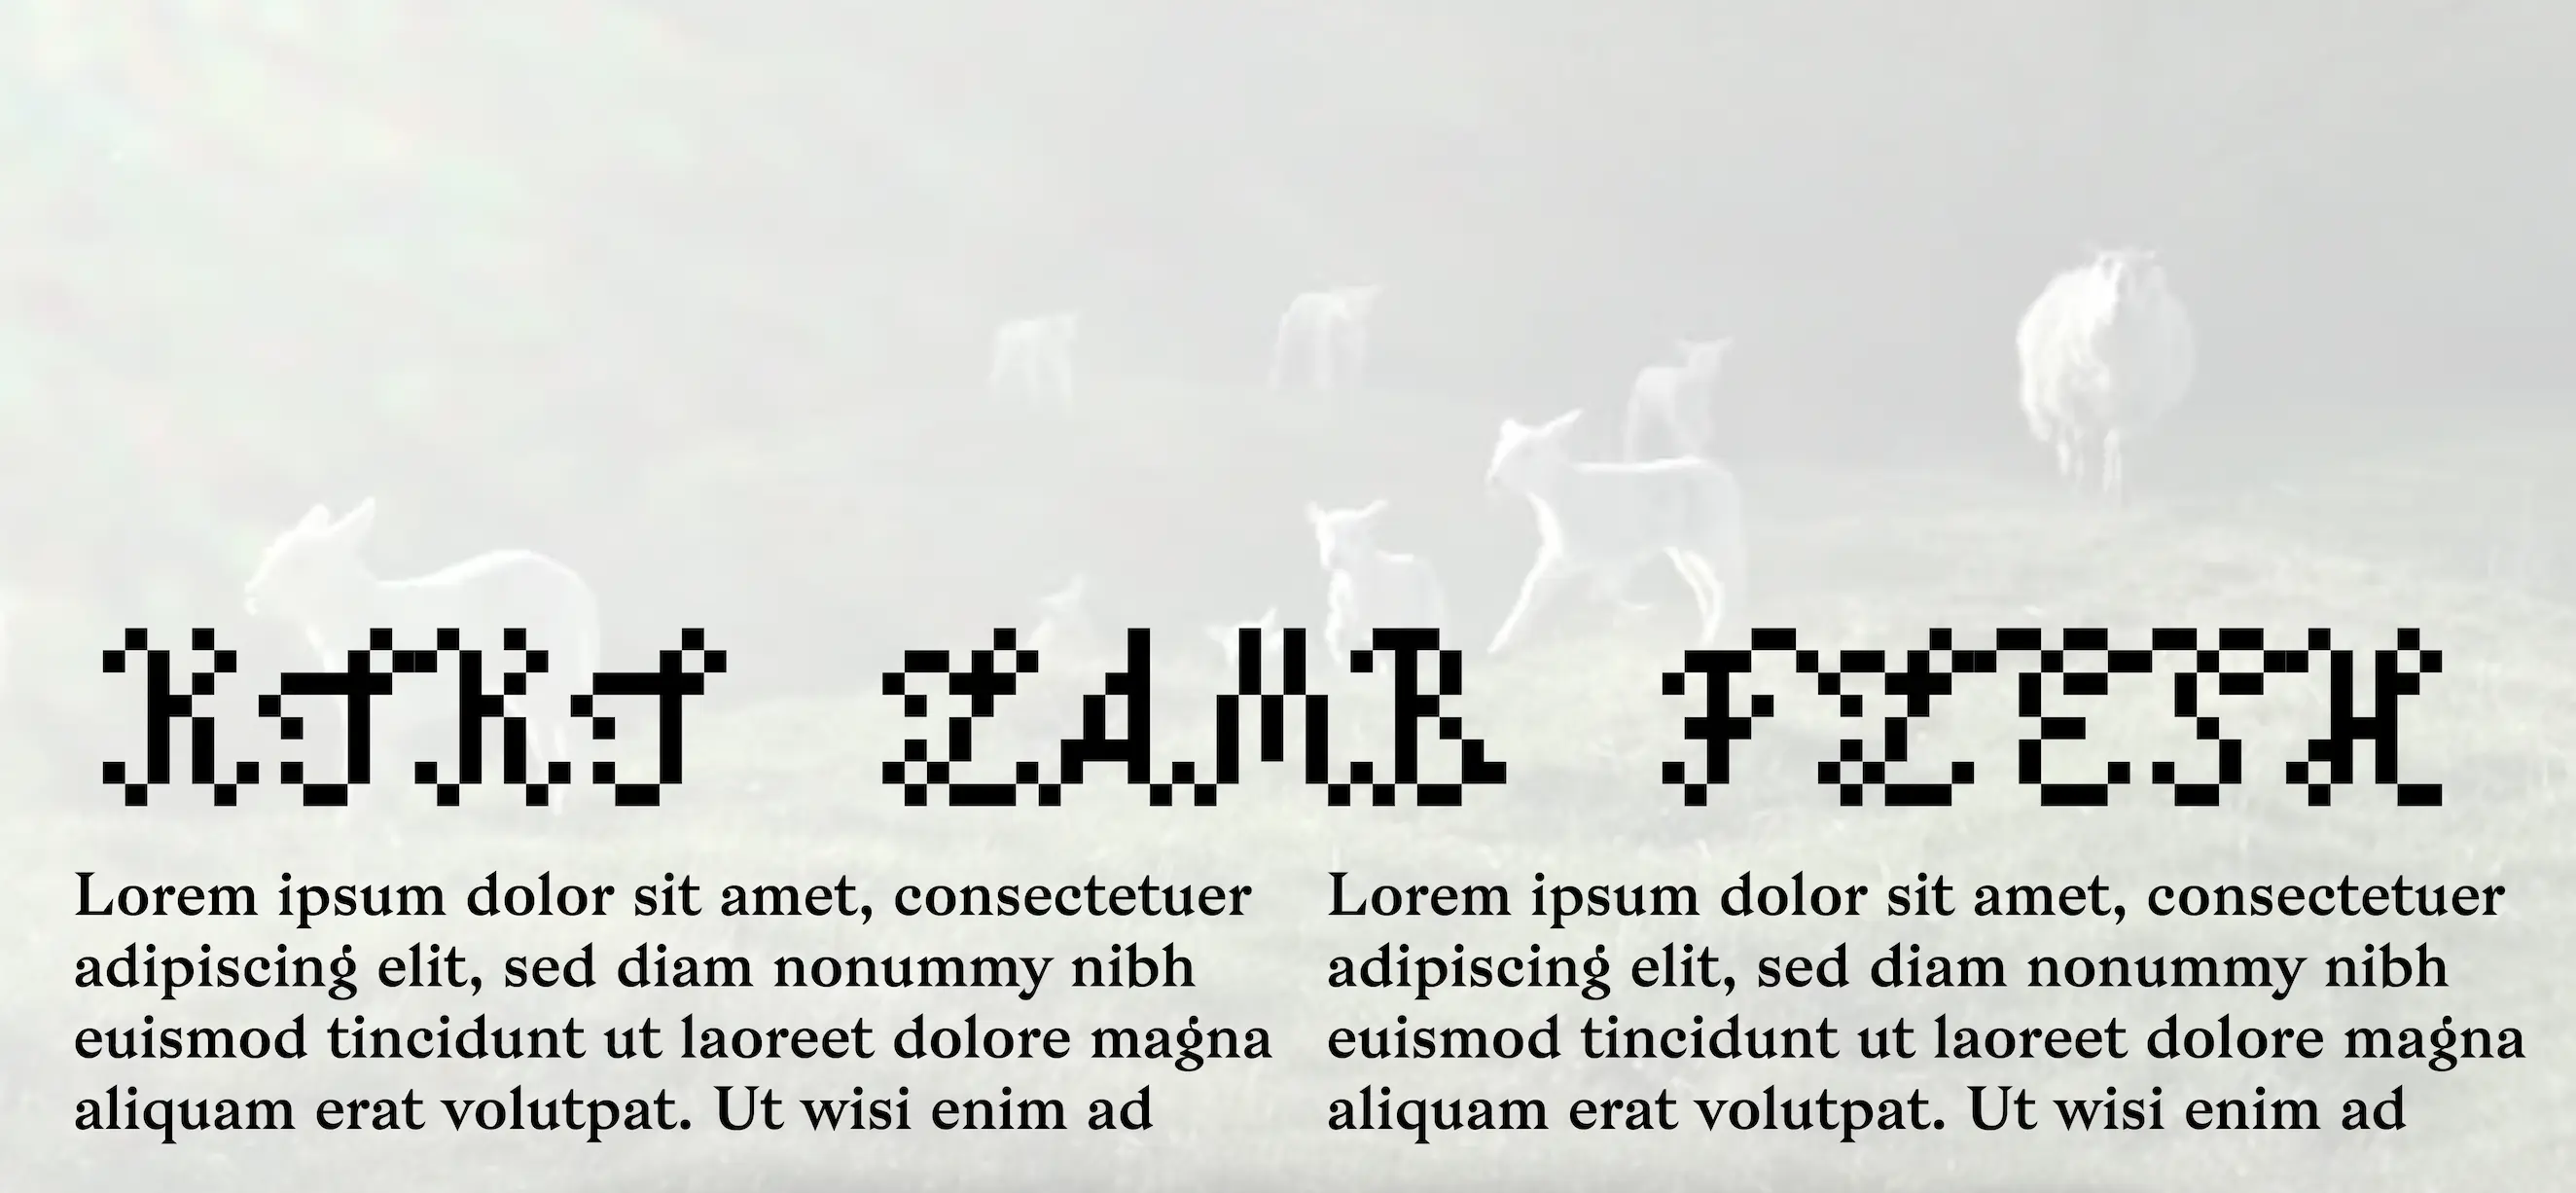 KIKI LAMB FLESH
Lorem ipsum dolor sit amet, consectetuer
adipiscing elit, sed diam nonummy nibh
euismod tincidunt ut laoreet dolore magna
aliquam erat volutpat. Ut wisi enim ad
Lorem ipsum dolor sit amet, consectetuer
adipiscing elit, sed diam nonummy nibh
euismod tincidunt ut laoreet dolore magna
aliquam erat volutpat. Ut wisi enim ad